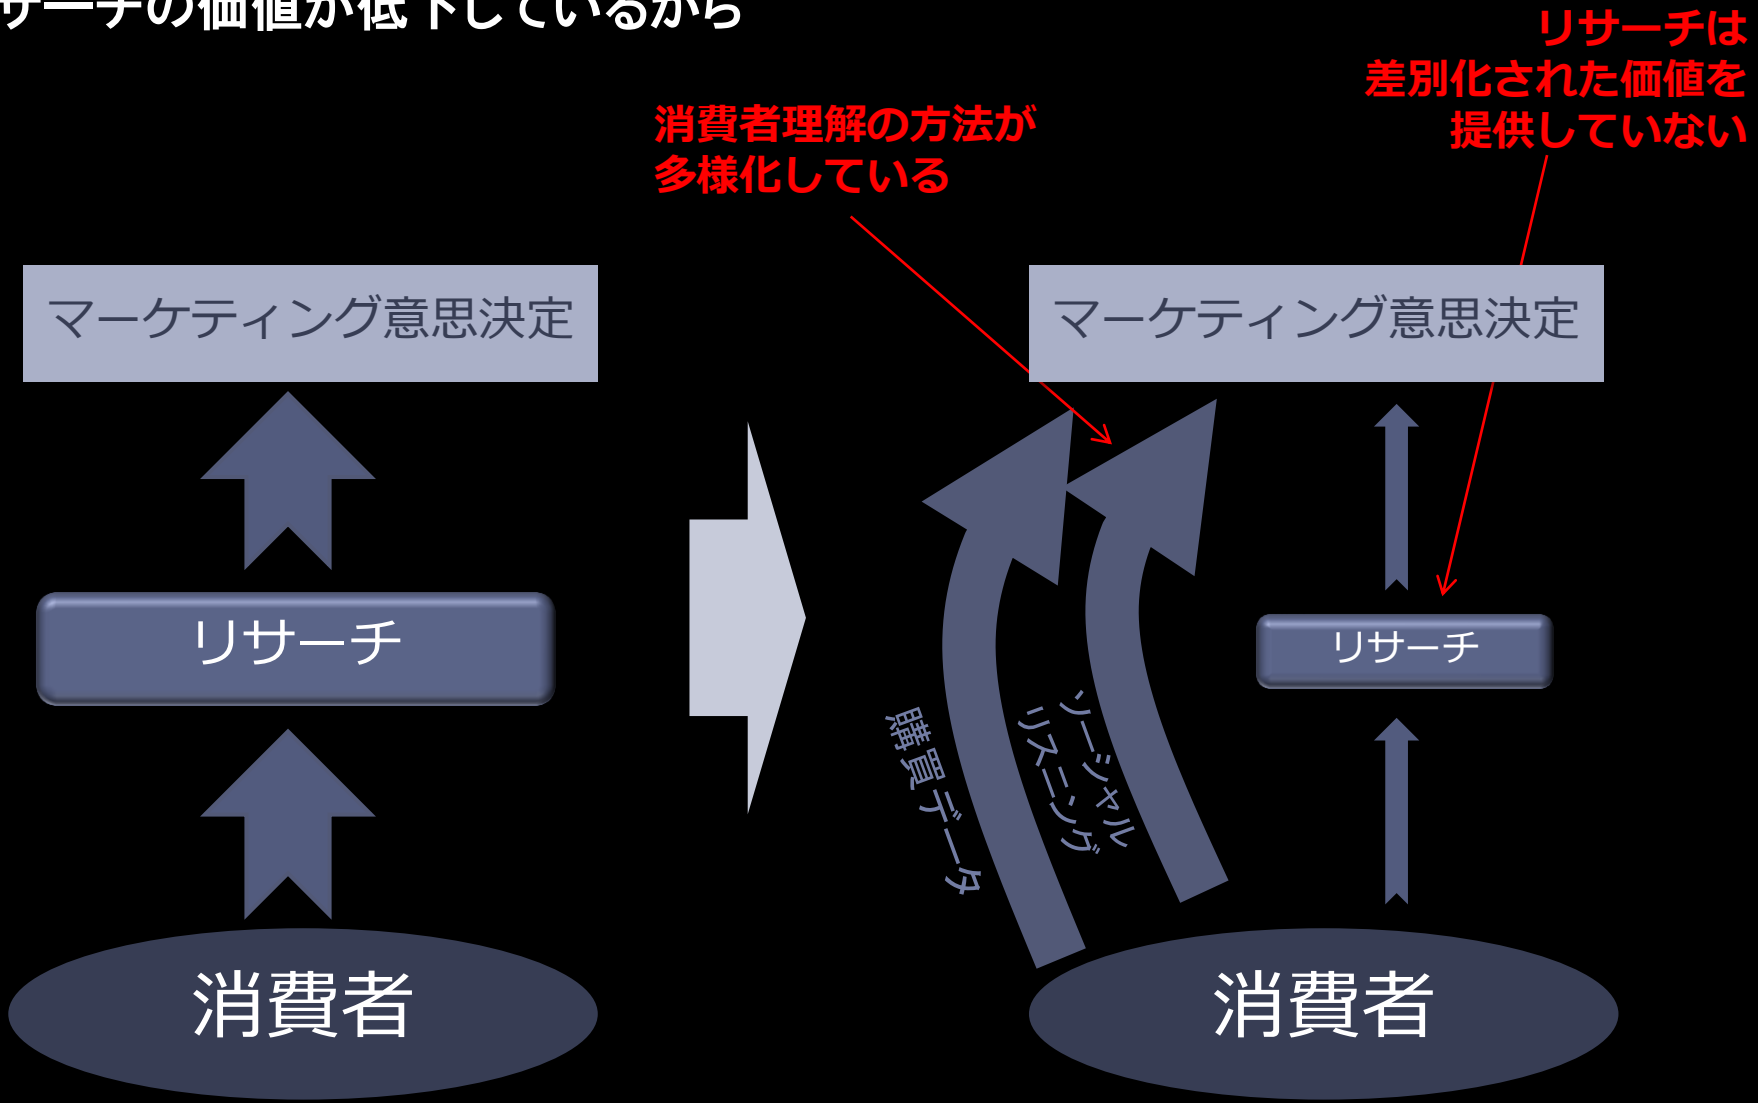 サーチの価値が低下しているから
リサーチは
差別化された価値を
提供していない
消費者理解の方法が
多様化している
マーケティング意思決定
リサーチ
消費者
マーケティング意思決定
リサーチ
購買データ
ソーシャル
リスニング
消費者